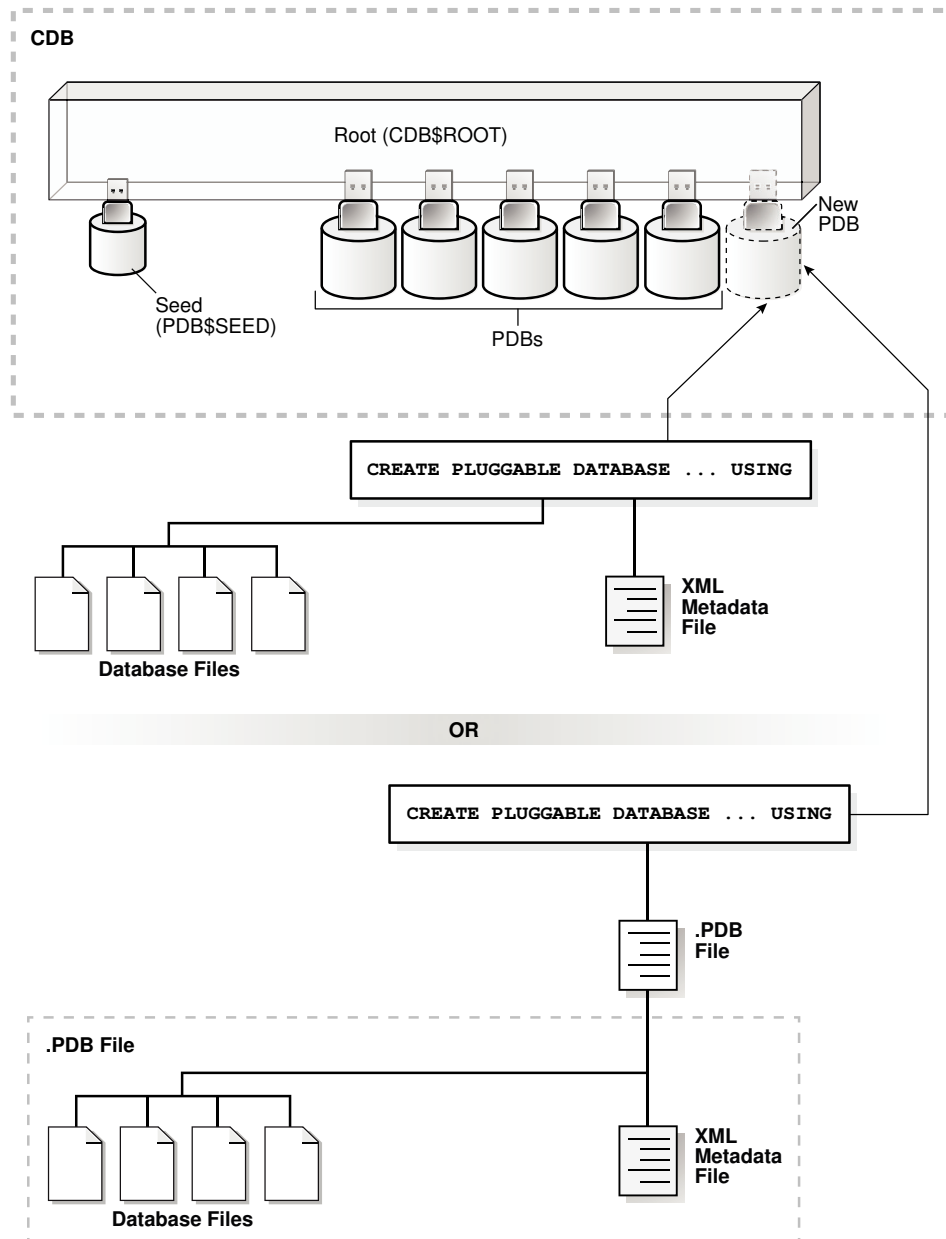 CDB
Root (CDB$ROOT)
New
PDB
Seed
(PDB$SEED)
PDBs
CREATE PLUGGABLE DATABASE ... USING
XML
Metadata
File
Database Files
OR
CREATE PLUGGABLE DATABASE ... USING
.PDB
File
.PDB File
XML
Metadata
File
Database Files